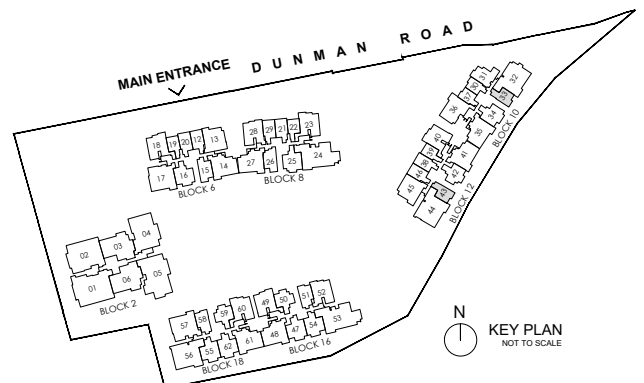 MAIN ENTRANCE
DUNMAN ROAD
18 19 20 12 13
17 16 15 14
BLOCK 6
28 29 21 22 23
27 26 25 24
BLOCK 8
31 32
30 33
37
36 34
35
BLOCK 10
40
39 41
38
46 42
45 43
44
BLOCK 12
04
02 03
05
01 06
BLOCK 2
57 58 59 60 49 50 51 52
56 55 62 61 48 47 54 53
BLOCK 18
BLOCK 16
N
KEY PLAN
NOT TO SCALE